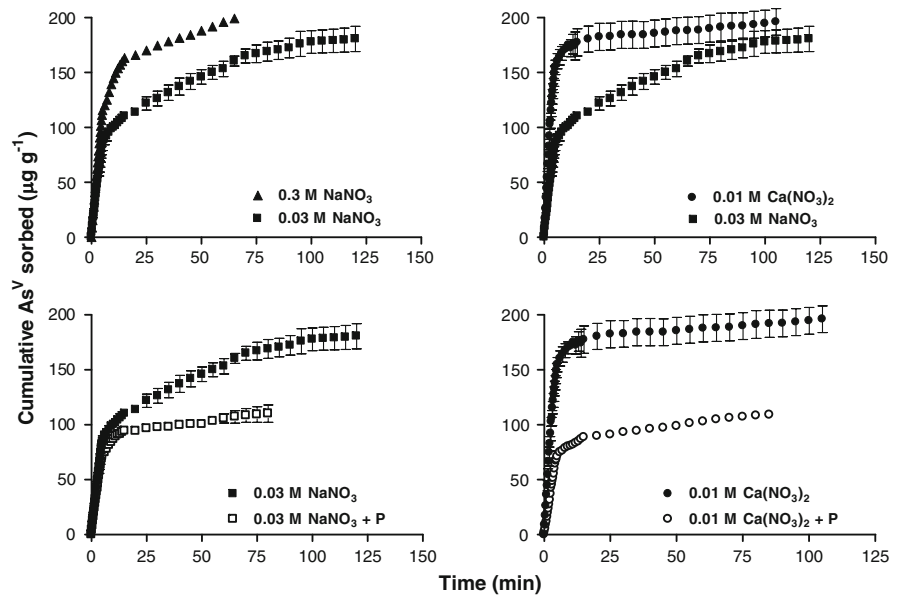 Cumulative Asⱽ sorbed (µg g⁻¹)
200
150
100
50
0
0 25 50 75 100 125 150
0.3 M NaNO₃
0.03 M NaNO₃
200
150
100
50
0
0 25 50 75 100 125 150
0.01 M Ca(NO₃)₂
0.03 M NaNO₃
200
150
100
50
0
0 25 50 75 100 125 150
0.03 M NaNO₃
0.03 M NaNO₃ + P
200
150
100
50
0
0 25 50 75 100 125
0.01 M Ca(NO₃)₂
0.01 M Ca(NO₃)₂ + P
Time (min)